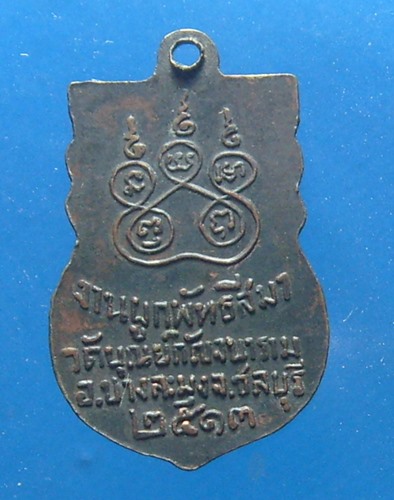 งานผูกพัทธสีมา
วัดบุณย์กัญจนาราม
อ.บางละมุง จ.ชลบุรี
๒๕๑๓